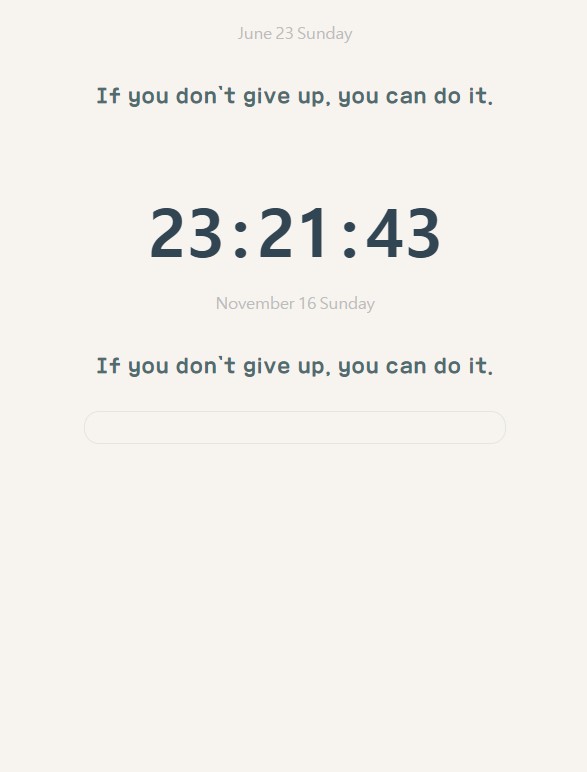 June 23 Sunday
If you don`t give up, you can do it.
23:21:43
November 16 Sunday
If you don`t give up, you can do it.